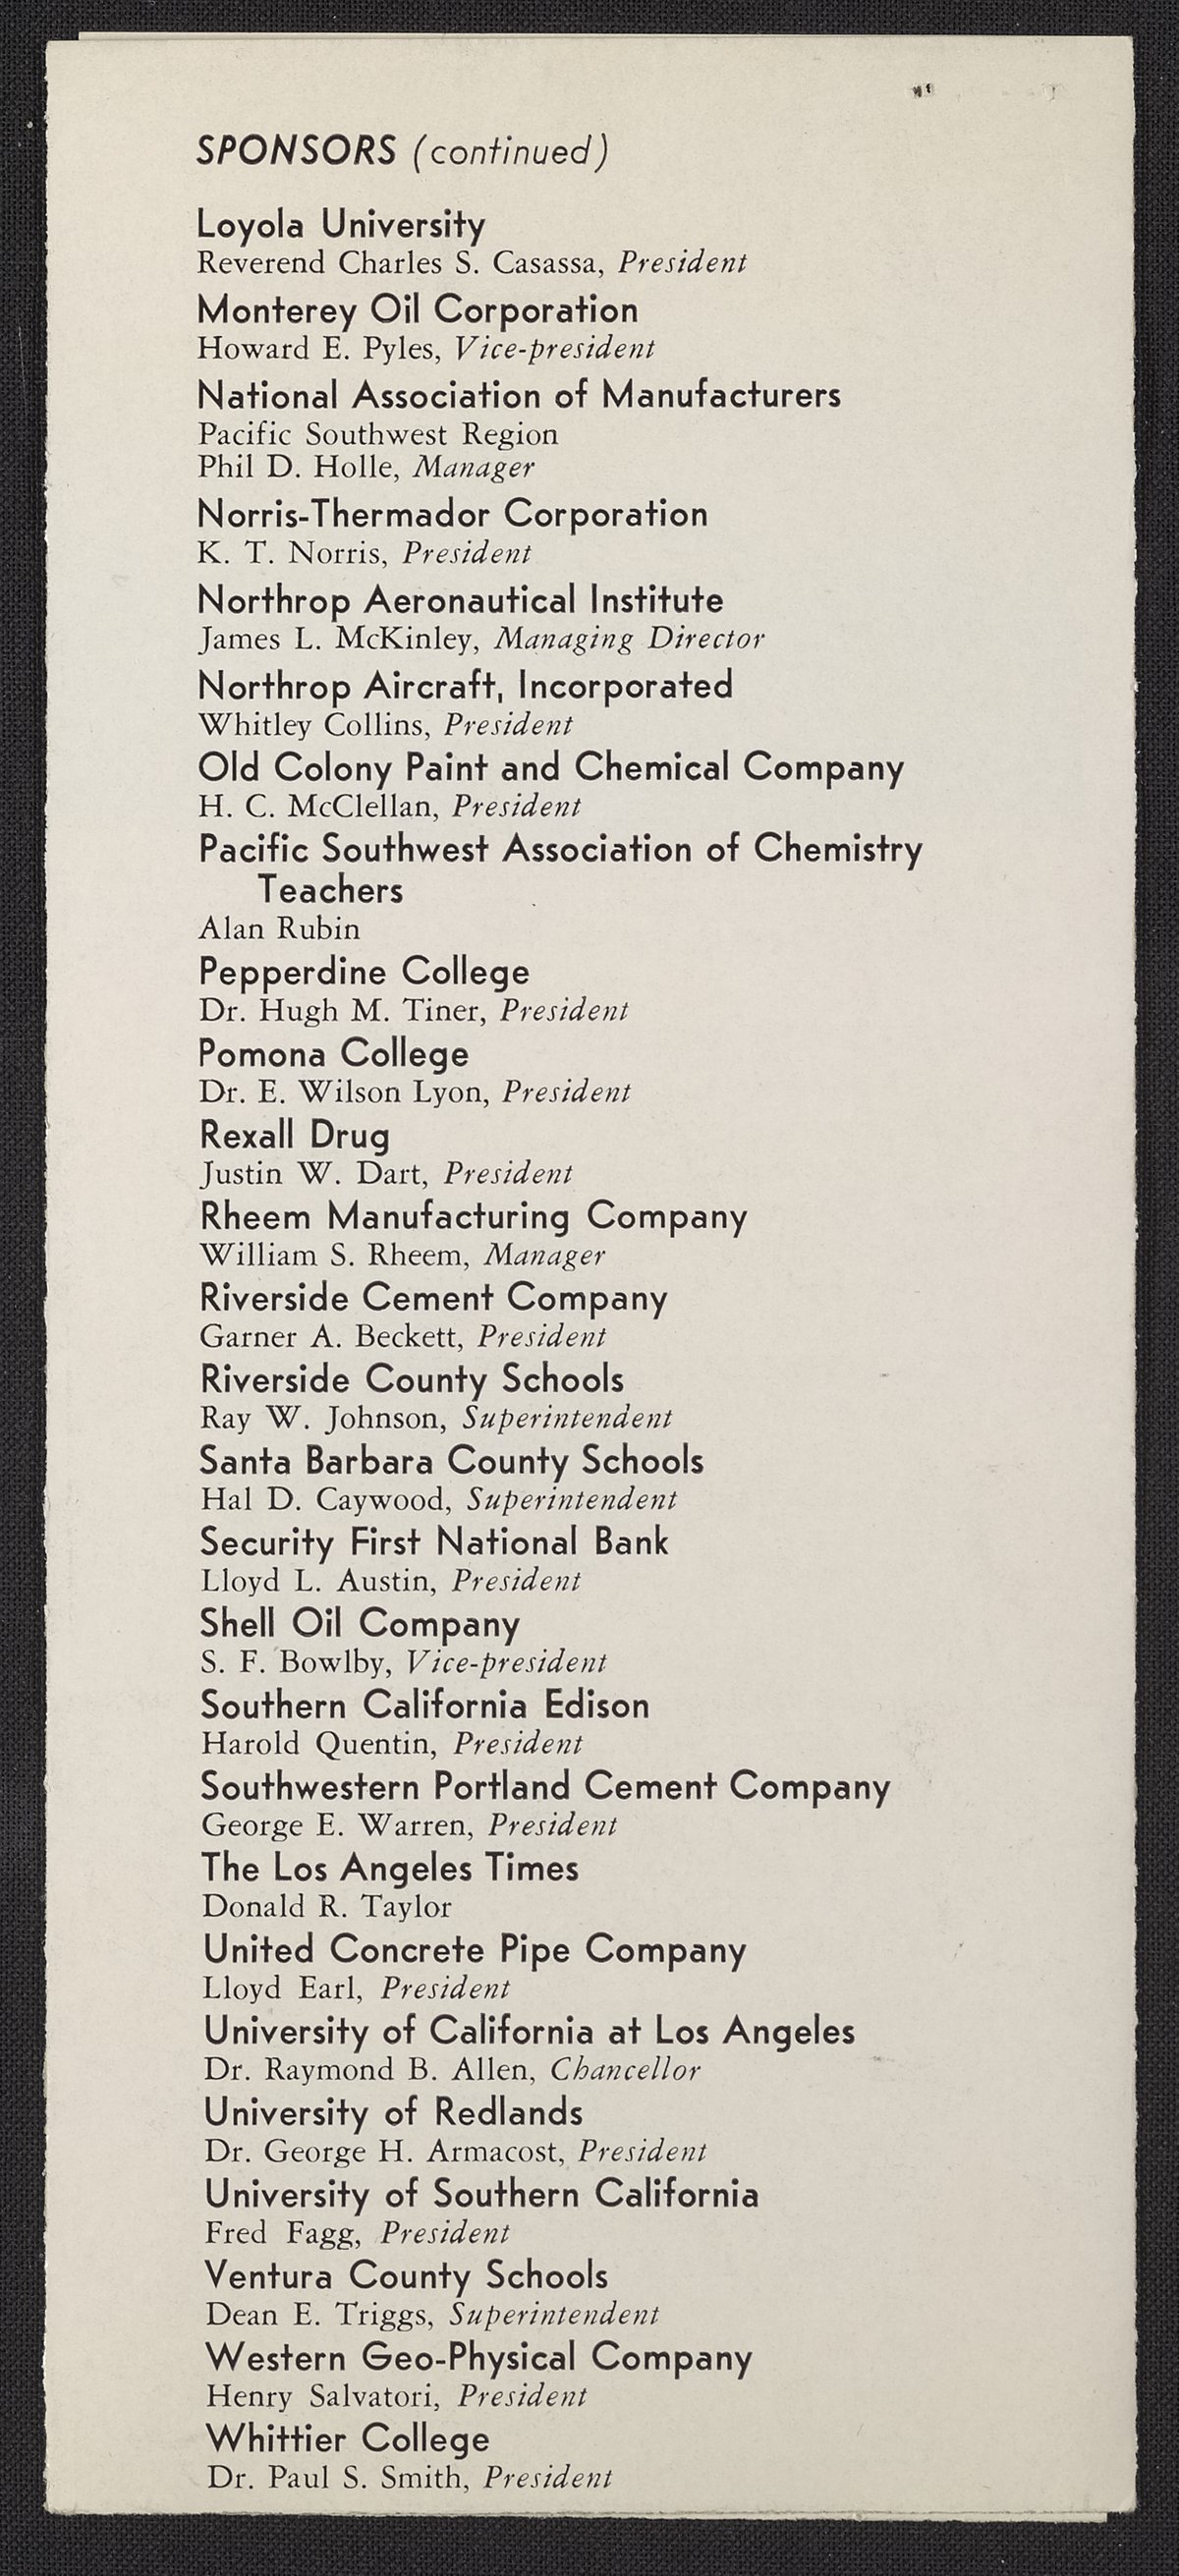 SPONSORS (continued)
Loyola University
Reverend Charles S. Casassa, President
Monterey Oil Corporation
Howard E. Pyles, Vice-president
National Association of Manufacturers
Pacific Southwest Region
Phil D. Holle, Manager
Norris-Thermador Corporation
K. T. Norris, President
Northrop Aeronautical Institute
James L. McKinley, Managing Director
Northrop Aircraft, Incorporated
Whitley Collins, President
Old Colony Paint and Chemical Company
H. C. McClellan, President
Pacific Southwest Association of Chemistry
Teachers
Alan Rubin
Pepperdine College
Dr. Hugh M. Tiner, President
Pomona College
Dr. E. Wilson Lyon, President
Rexall Drug
Justin W. Dart, President
Rheem Manufacturing Company
William S. Rheem, Manager
Riverside Cement Company
Garner A. Beckett, President
Riverside County Schools
Ray W. Johnson, Superintendent
Santa Barbara County Schools
Hal D. Caywood, Superintendent
Security First National Bank
Lloyd L. Austin, President
Shell Oil Company
S. F. Bowlby, Vice-president
Southern California Edison
Harold Quentin, President
Southwestern Portland Cement Company
George E. Warren, President
The Los Angeles Times
Donald R. Taylor
United Concrete Pipe Company
Lloyd Earl, President
University of California at Los Angeles
Dr. Raymond B. Allen, Chancellor
University of Redlands
Dr. George H. Armacost, President
University of Southern California
Fred Fagg, President
Ventura County Schools
Dean E. Triggs, Superintendent
Western Geo-Physical Company
Henry Salvatori, President
Whittier College
Dr. Paul S. Smith, President